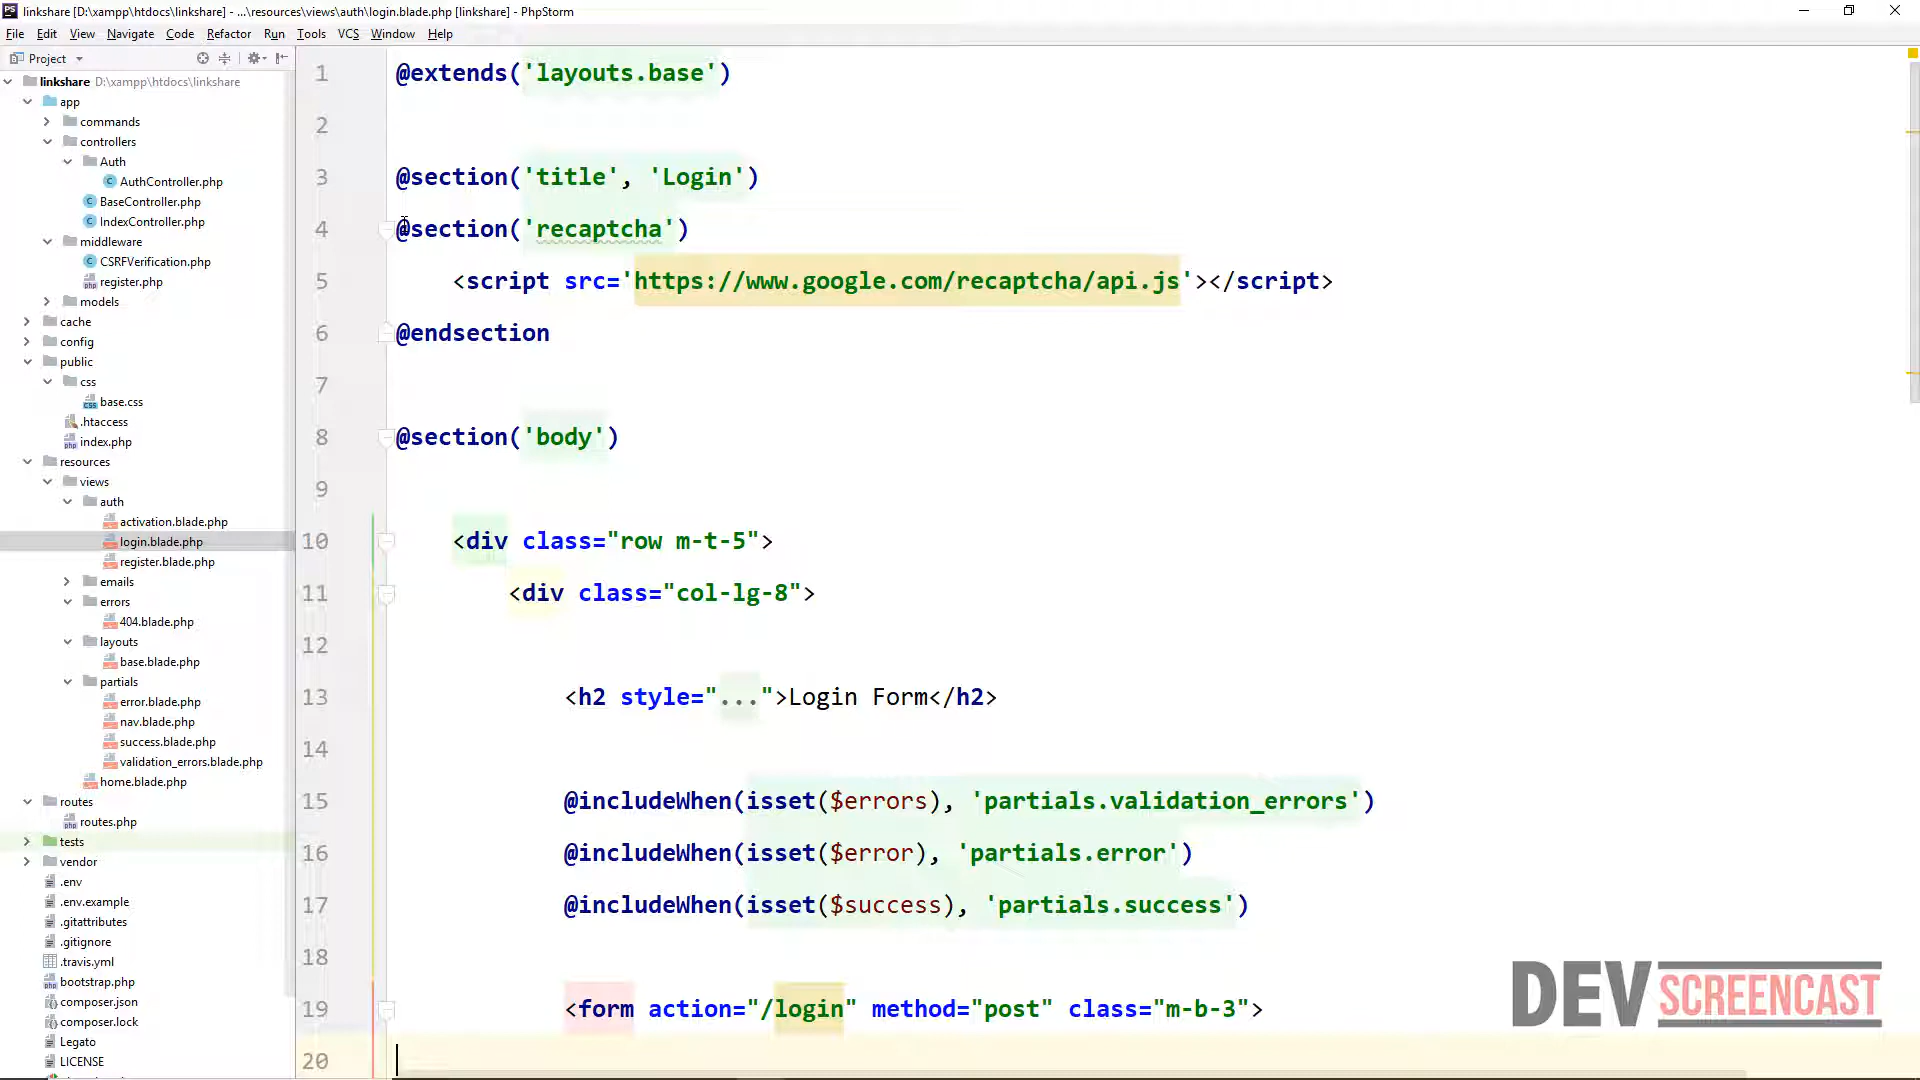 linkshare [D:\xampp\htdocs\linkshare] - ...\resources\views\auth\login.blade.php [linkshare] - PhpStorm
File Edit View Navigate Code Refactor Run Tools VCS Window Help
Project
linkshare D:\xampp\htdocs\linkshare
app
commands
controllers
Auth
AuthController.php
BaseController.php
IndexController.php
middleware
CSRFVerification.php
register.php
models
cache
config
public
css
base.css
.htaccess
index.php
resources
views
auth
activation.blade.php
login.blade.php
register.blade.php
emails
errors
404.blade.php
layouts
base.blade.php
partials
error.blade.php
nav.blade.php
success.blade.php
validation_errors.blade.php
home.blade.php
routes
routes.php
tests
vendor
.env
.env.example
.gitattributes
.gitignore
.travis.yml
bootstrap.php
composer.json
composer.lock
Legato
LICENSE
1 @extends('layouts.base')
2
3 @section('title', 'Login')
4 @section('recaptcha')
5 <script src='https://www.google.com/recaptcha/api.js'></script>
6 @endsection
7
8 @section('body')
9
10 <div class="row m-t-5">
11 <div class="col-lg-8">
12
13 <h2 style="...">Login Form</h2>
14
15 @includeWhen(isset($errors), 'partials.validation_errors')
16 @includeWhen(isset($error), 'partials.error')
17 @includeWhen(isset($success), 'partials.success')
18
19 <form action="/login" method="post" class="m-b-3">
20
DEV SCREENCAST